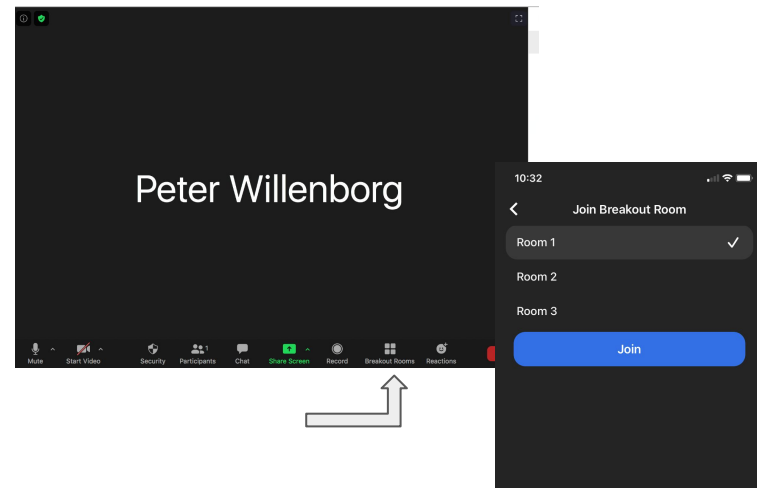 Peter Willenborg
Mute
Start Video
Security
Participants
1
Chat
Share Screen
Record
Breakout Rooms
Reactions
10:32
Join Breakout Room
Room 1
Room 2
Room 3
Join